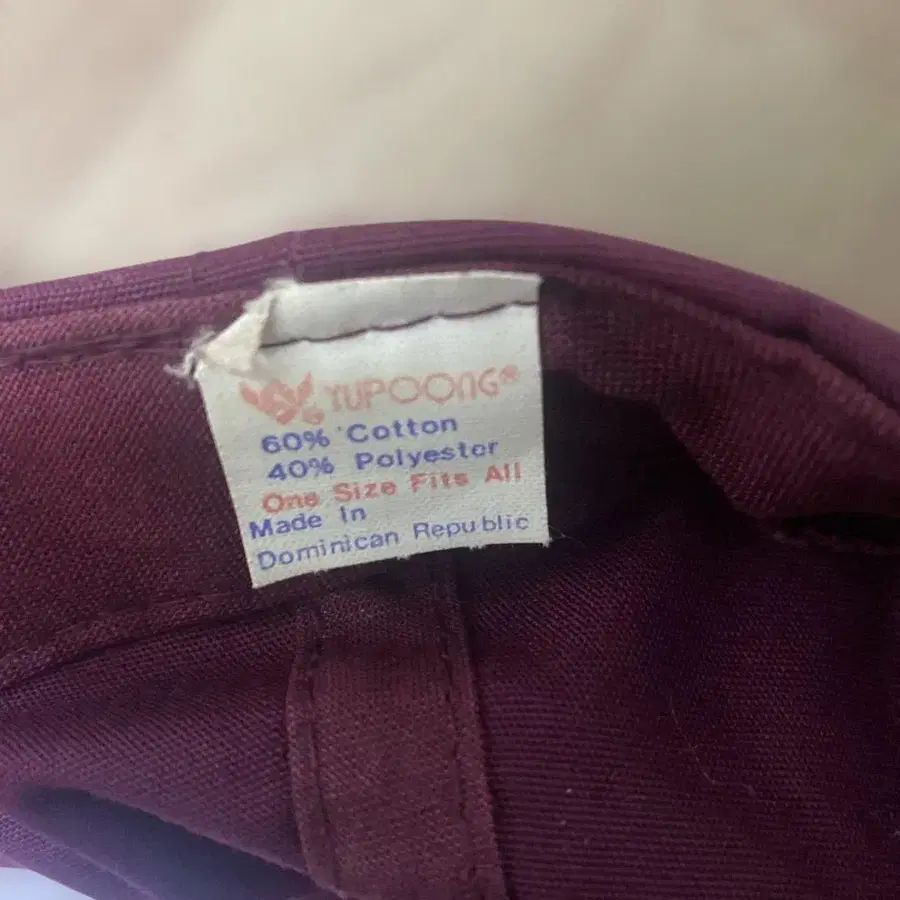 YUPOONG®
60% Cotton
40% Polyester
One Size Fits All
Made In
Dominican Republic